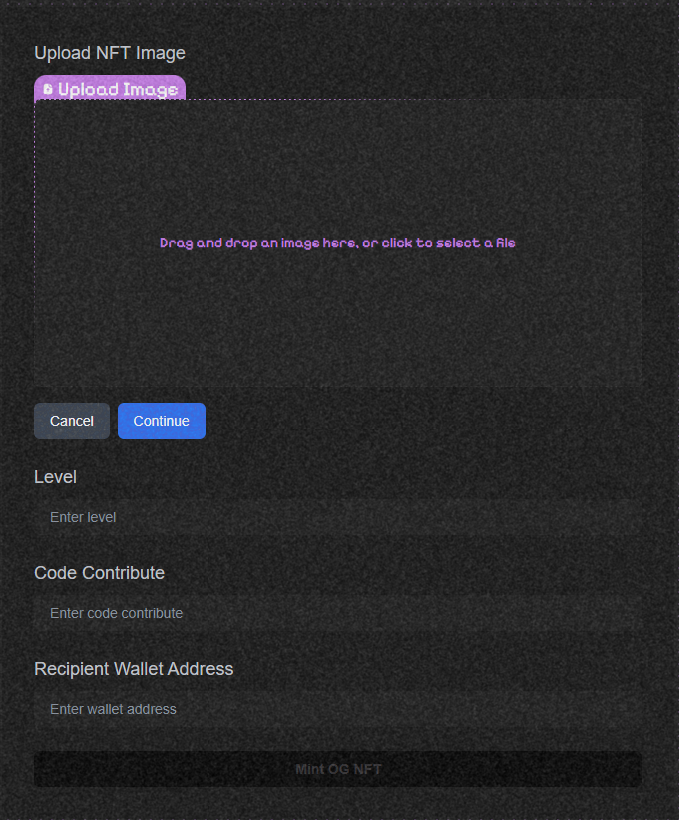 Upload NFT Image
Upload Image
Drag and drop an image here, or click to select a file
Cancel
Continue
Level
Enter level
Code Contribute
Enter code contribute
Recipient Wallet Address
Enter wallet address
Mint OG NFT